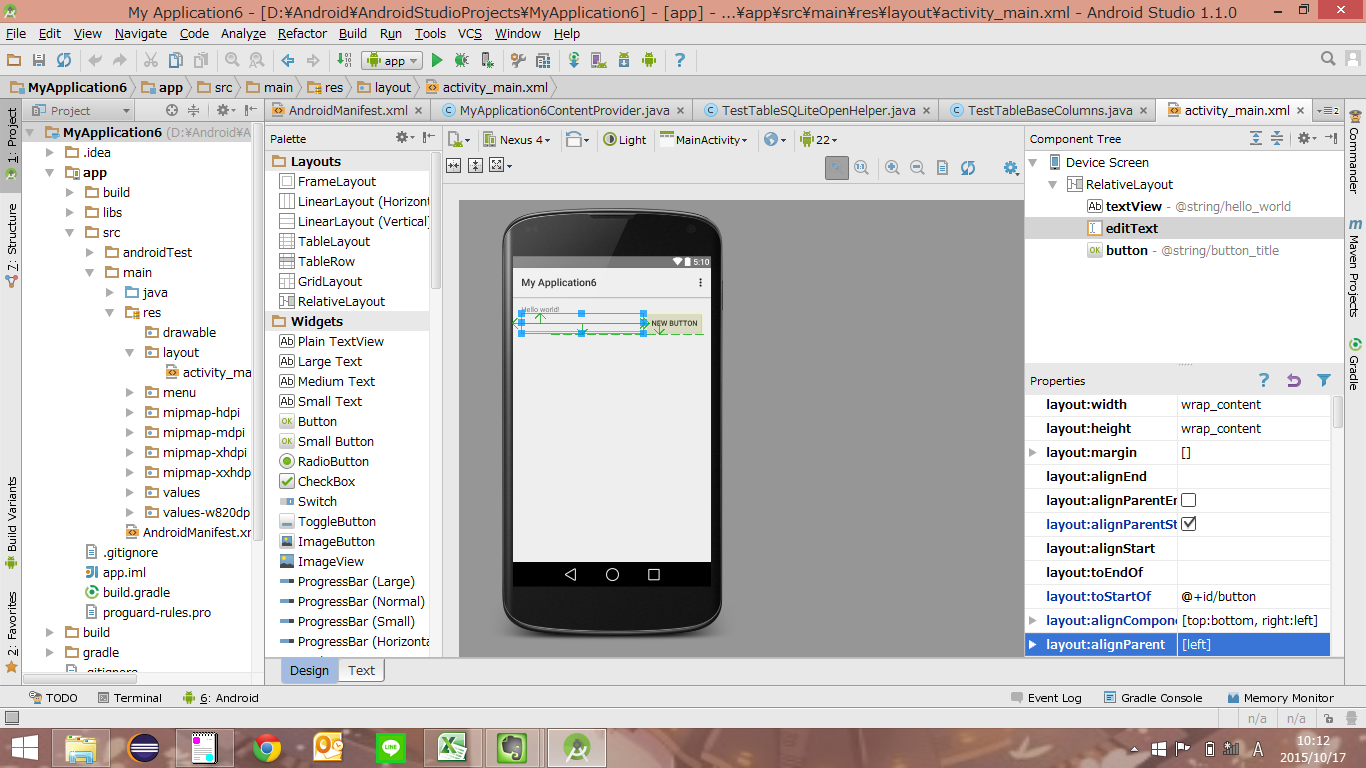 My Application6 - [D:¥Android¥AndroidStudioProjects¥MyApplication6] - [app] - ...¥app¥src¥main¥res¥layout¥activity_main.xml - Android Studio 1.1.0
File Edit View Navigate Code Analyze Refactor Build Run Tools VCS Window Help
app
MyApplication6 app src main res layout activity_main.xml
Project
AndroidManifest.xml MyApplication6ContentProvider.java TestTableSQLiteOpenHelper.java TestTableBaseColumns.java activity_main.xml
1: Project
7: Structure
Build Variants
2: Favorites
MyApplication6 (D:¥Android¥A
.idea
app
build
libs
src
androidTest
main
java
res
drawable
layout
activity_ma
menu
mipmap-hdpi
mipmap-mdpi
mipmap-xhdpi
mipmap-xxhdp
values
values-w820dp
AndroidManifest.xr
.gitignore
app.iml
build.gradle
proguard-rules.pro
build
gradle
.gitignore
Palette
Layouts
FrameLayout
LinearLayout (Horizont
LinearLayout (Vertical)
TableLayout
TableRow
GridLayout
RelativeLayout
Widgets
Plain TextView
Large Text
Medium Text
Small Text
Button
Small Button
RadioButton
CheckBox
Switch
ToggleButton
ImageButton
ImageView
ProgressBar (Large)
ProgressBar (Normal)
ProgressBar (Small)
ProgressBar (Horizonta
Design Text
Nexus 4 Light MainActivity 22
5:10
My Application6
Hello world!
NEW BUTTON
Component Tree
Device Screen
RelativeLayout
textView - @string/hello_world
editText
button - @string/button_title
Properties
layout:width wrap_content
layout:height wrap_content
layout:margin []
layout:alignEnd
layout:alignParentEn
layout:alignParentSt
layout:alignStart
layout:toEndOf
layout:toStartOf @+id/button
layout:alignCompone [top:bottom, right:left]
layout:alignParent [left]
Commander
Maven Projects
Gradle
TODO Terminal 6: Android Event Log Gradle Console Memory Monitor
n/a n/a
A
10:12
2015/10/17